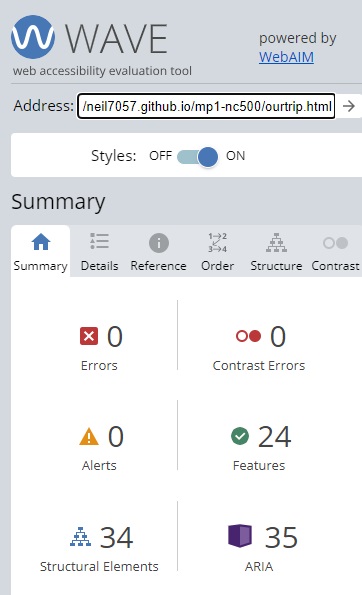 WAVE
powered by
WebAIM
web accessibility evaluation tool
Address: /neil7057.github.io/mp1-nc500/ourtrip.html
Styles: OFF ON
Summary
Summary Details Reference Order Structure Contrast
0 0
Errors Contrast Errors
0 24
Alerts Features
34 35
Structural Elements ARIA